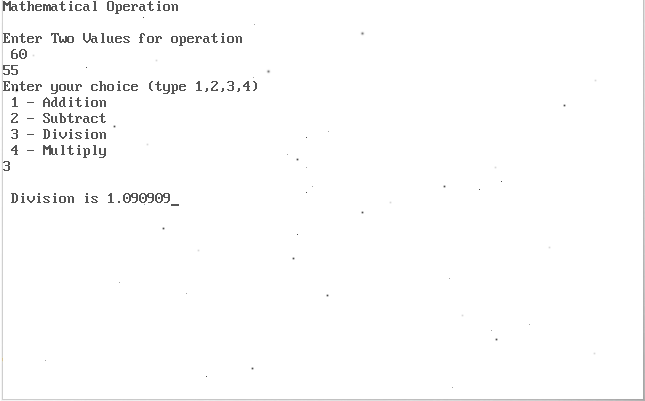 Mathematical Operation
Enter Two Values for operation
60
55
Enter your choice (type 1,2,3,4)
1 - Addition
2 - Subtract
3 - Division
4 - Multiply
3
Division is 1.090909_